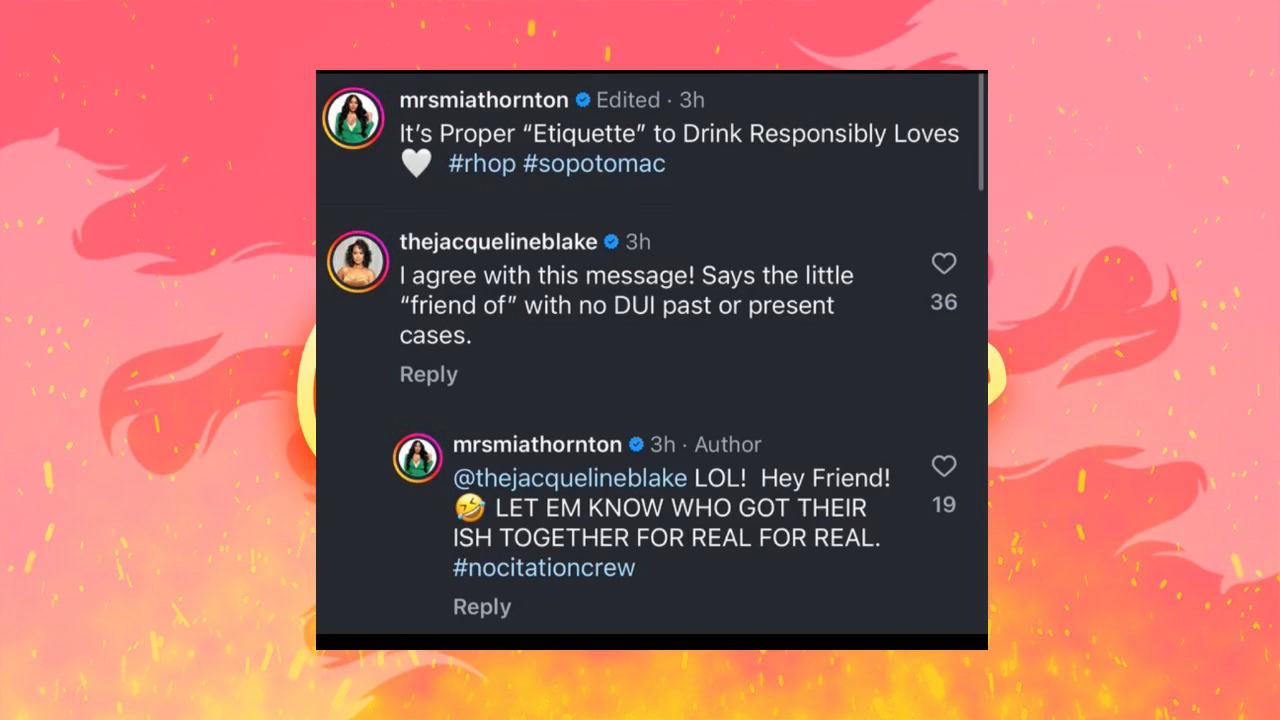 mrsmiathornton Edited · 3h
It’s Proper “Etiquette” to Drink Responsibly Loves
🤍 #rhop #sopotomac
thejacquelineblake 3h
I agree with this message! Says the little
“friend of” with no DUI past or present
cases.
36
Reply
mrsmiathornton 3h · Author
@thejacquelineblake LOL!  Hey Friend!
🤣 LET EM KNOW WHO GOT THEIR
ISH TOGETHER FOR REAL FOR REAL.
#nocitationcrew
19
Reply